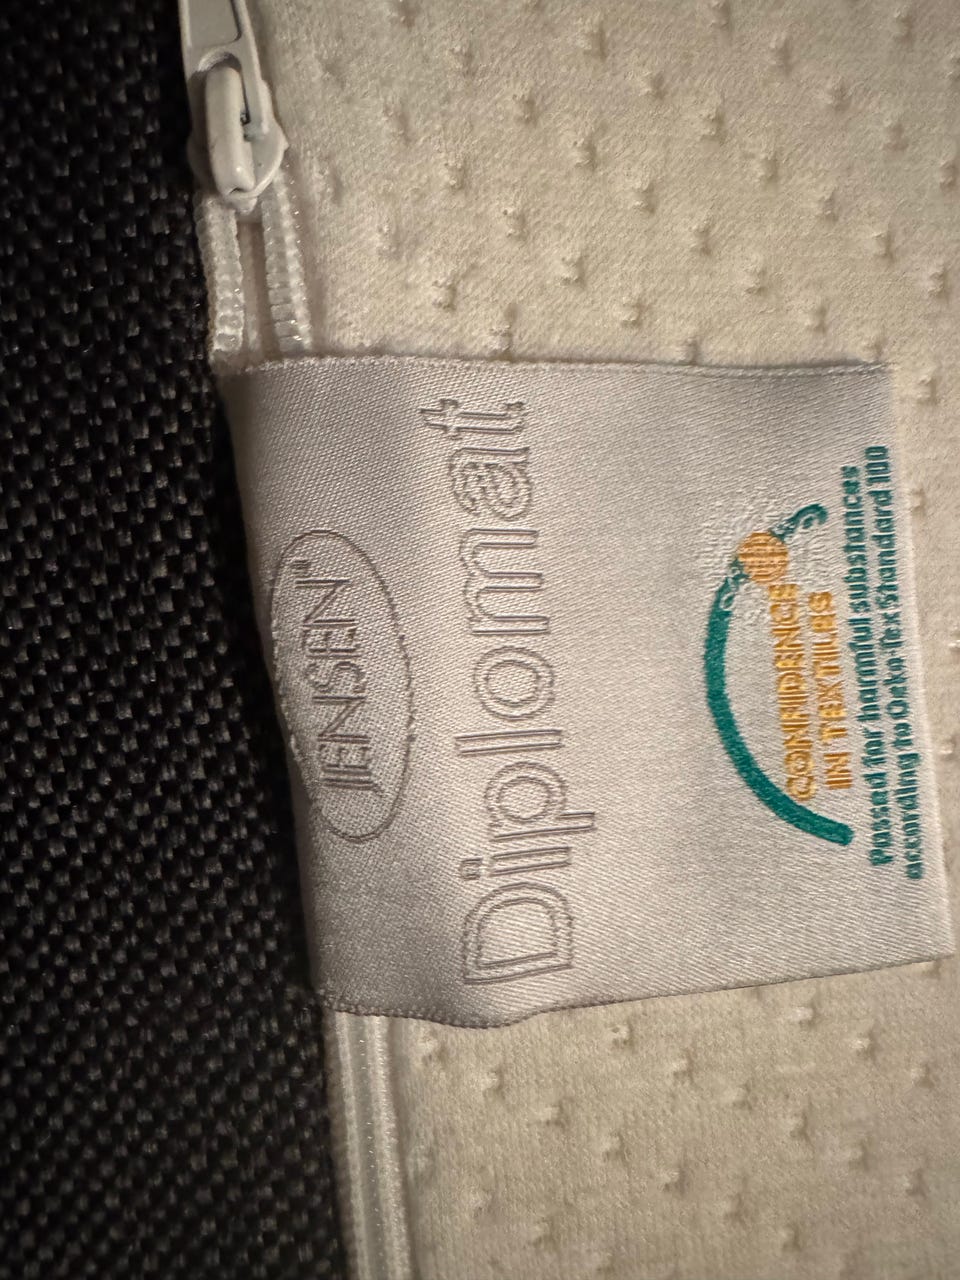 JENSEN®
Diplomat
CONFIDENCE
IN TEXTILES
Passed for harmful substances
according to Oeko-Tex Standard 100